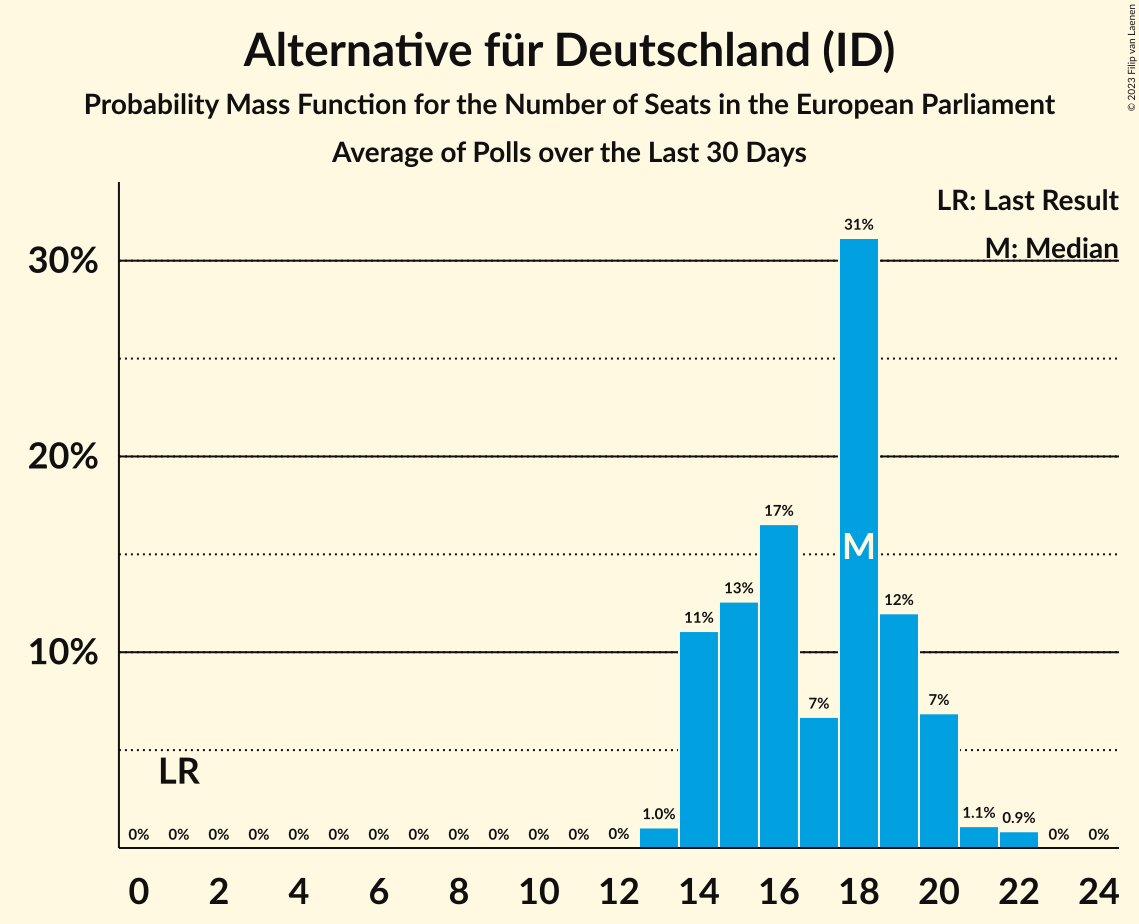 Alternative für Deutschland (ID)
Probability Mass Function for the Number of Seats in the European Parliament
Average of Polls over the Last 30 Days
© 2023 Filip van Laenen
LR: Last Result
M: Median
30%
20%
10%
31%
17%
13%
12%
11%
7%
7%
M
LR
0% 0% 0% 0% 0% 0% 0% 0% 0% 0% 0% 0% 0% 1.0% 1.1% 0.9% 0% 0%
0 2 4 6 8 10 12 14 16 18 20 22 24